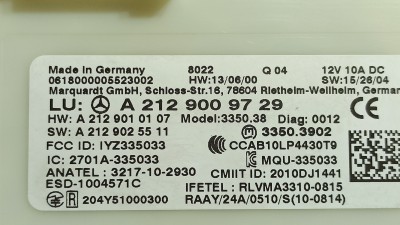 Made in Germany 8022 Q 04 12V 10A DC
0618000005523002 HW:13/06/00 SW:15/26/04
Marquardt GmbH, Schloss-Str.16, 78604 Rietheim-Weilheim, Germany
LU: A 212 900 97 29
HW: A 212 901 01 07 Model:3350.38 Diag: 0012
SW: A 212 902 55 11 3350.3902
FCC ID: IYZ335033 CCAB10LP4430T9
IC: 2701A-335033 MQU-335033
ANATEL : 3217-10-2930 CMIIT ID: 2010DJ1441
ESD-1004571C IFETEL : RLVMA3310-0815
R 204Y51000300 RAAY/24A/0510/S(10-0814)